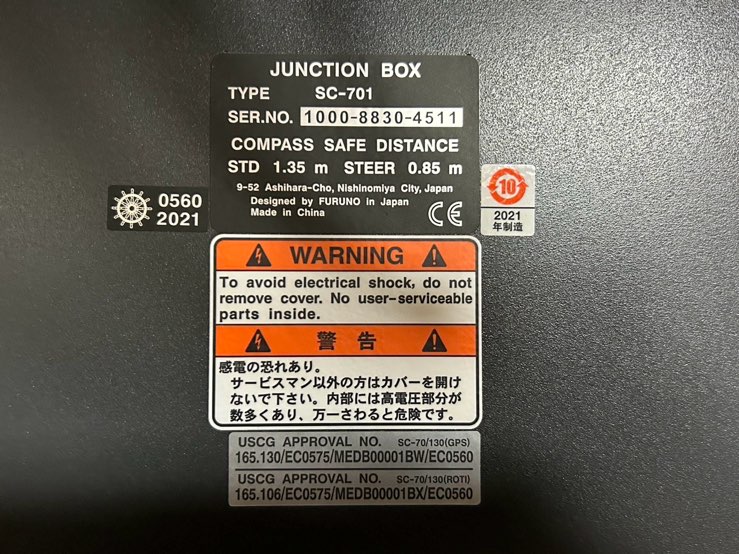 JUNCTION BOX
TYPE SC-701
SER.NO. 1000-8830-4511
COMPASS SAFE DISTANCE
STD 1.35 m STEER 0.85 m
9-52 Ashihara-Cho, Nishinomiya City, Japan
Designed by FURUNO in Japan
Made in China
CE
0560
2021
10
2021
年制造
WARNING
To avoid electrical shock, do not
remove cover. No user-serviceable
parts inside.
警告
感電の恐れあり。
サービスマン以外の方はカバーを開け
ないで下さい。内部には高電圧部分が
数多くあり、万一さわると危険です。
USCG APPROVAL NO. SC-70/130(GPS)
165.130/EC0575/MEDB00001BW/EC0560
USCG APPROVAL NO. SC-70/130(ROTI)
165.106/EC0575/MEDB00001BX/EC0560